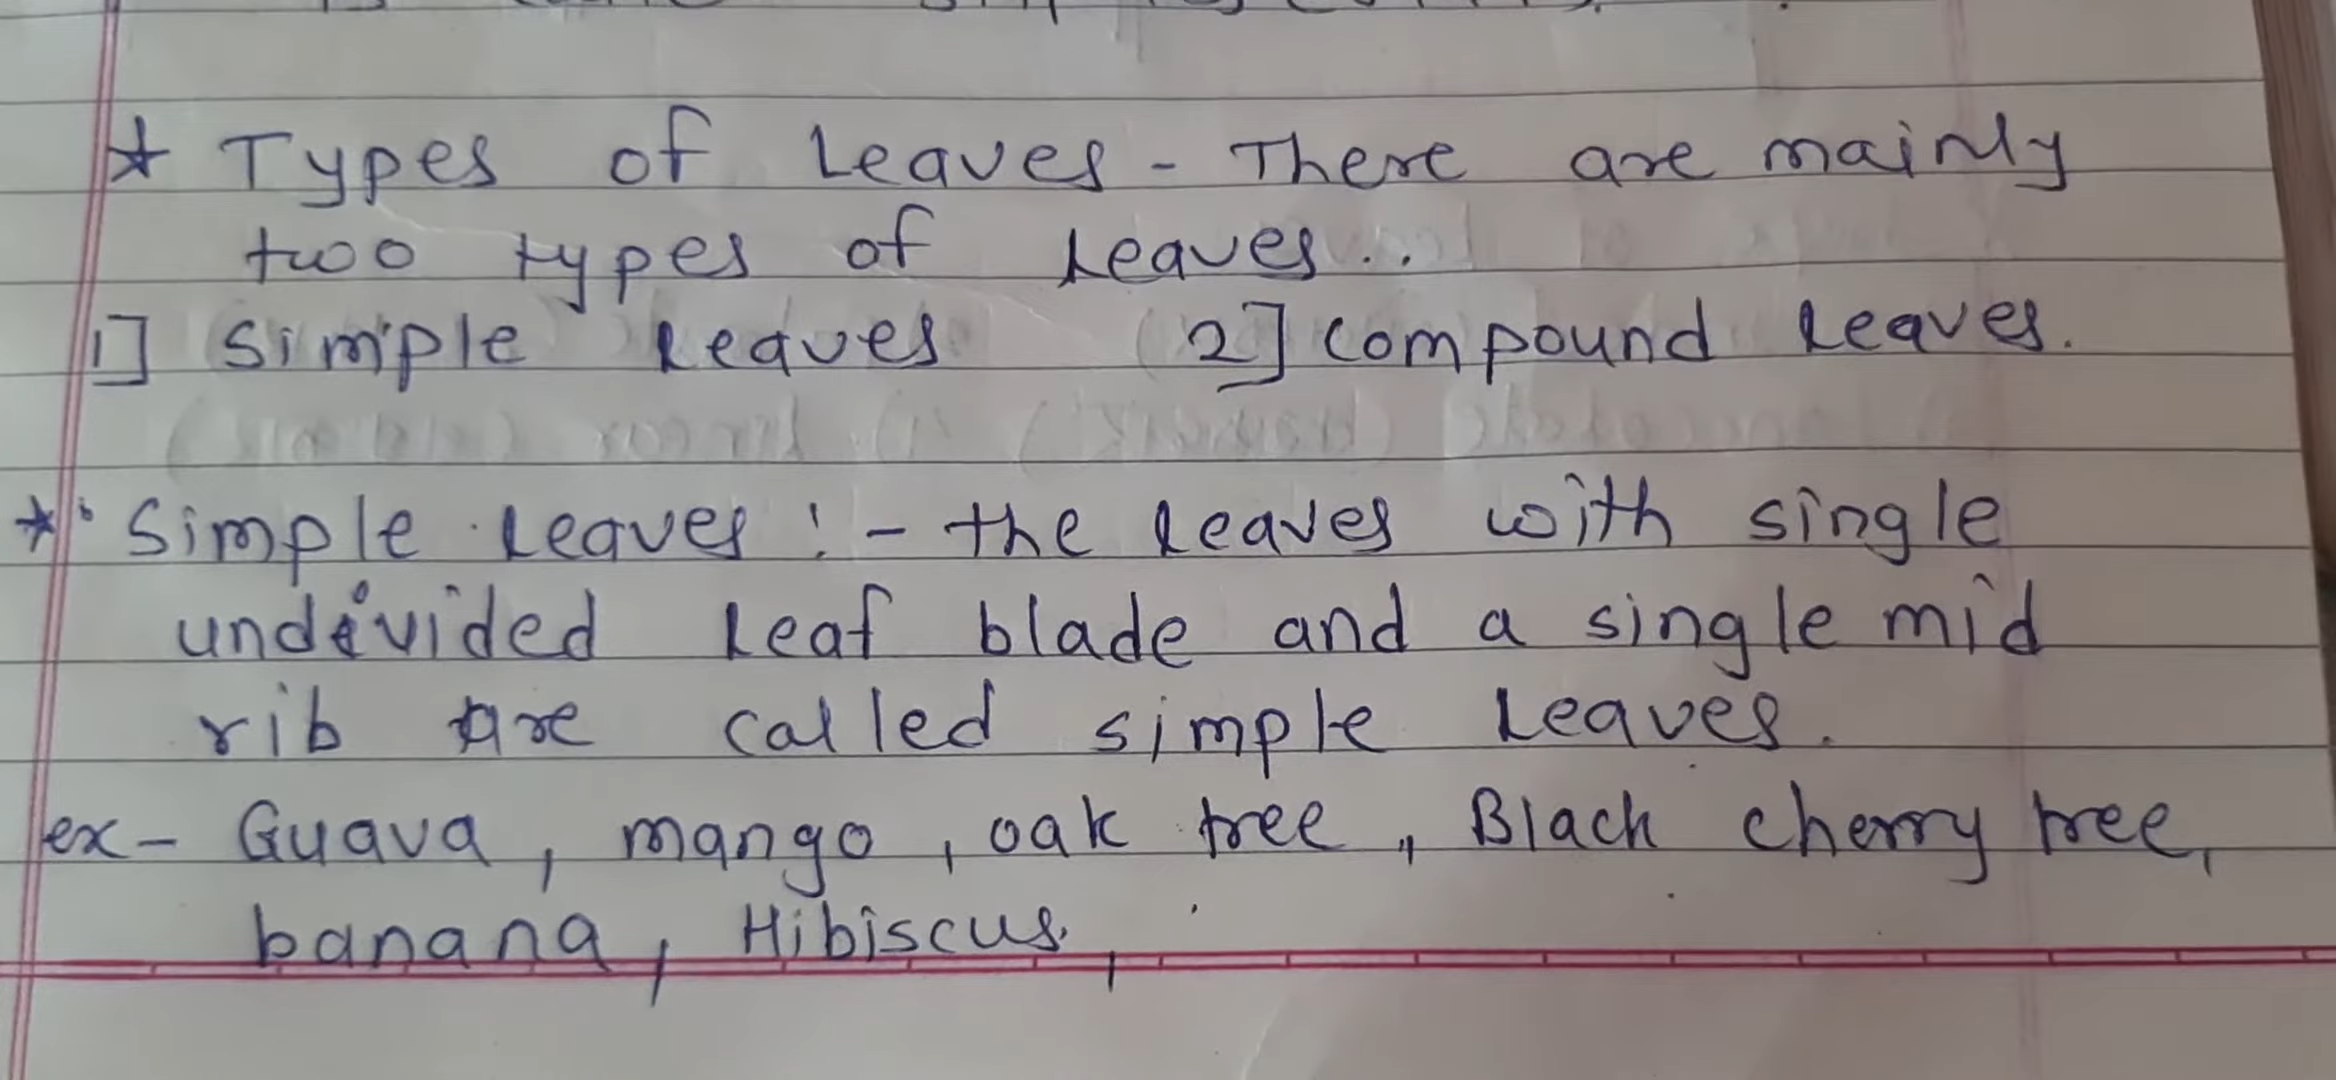 * Types of Leaves - There are mainly
two types of Leaves..
1] Simple Leaves 2] compound Leaves.
* Simple Leaves :- the Leaves with single
undivided Leaf blade and a single mid
rib are called simple Leaves.
ex- Guava, mango, oak tree, Black cherry tree,
banana, Hibiscus,